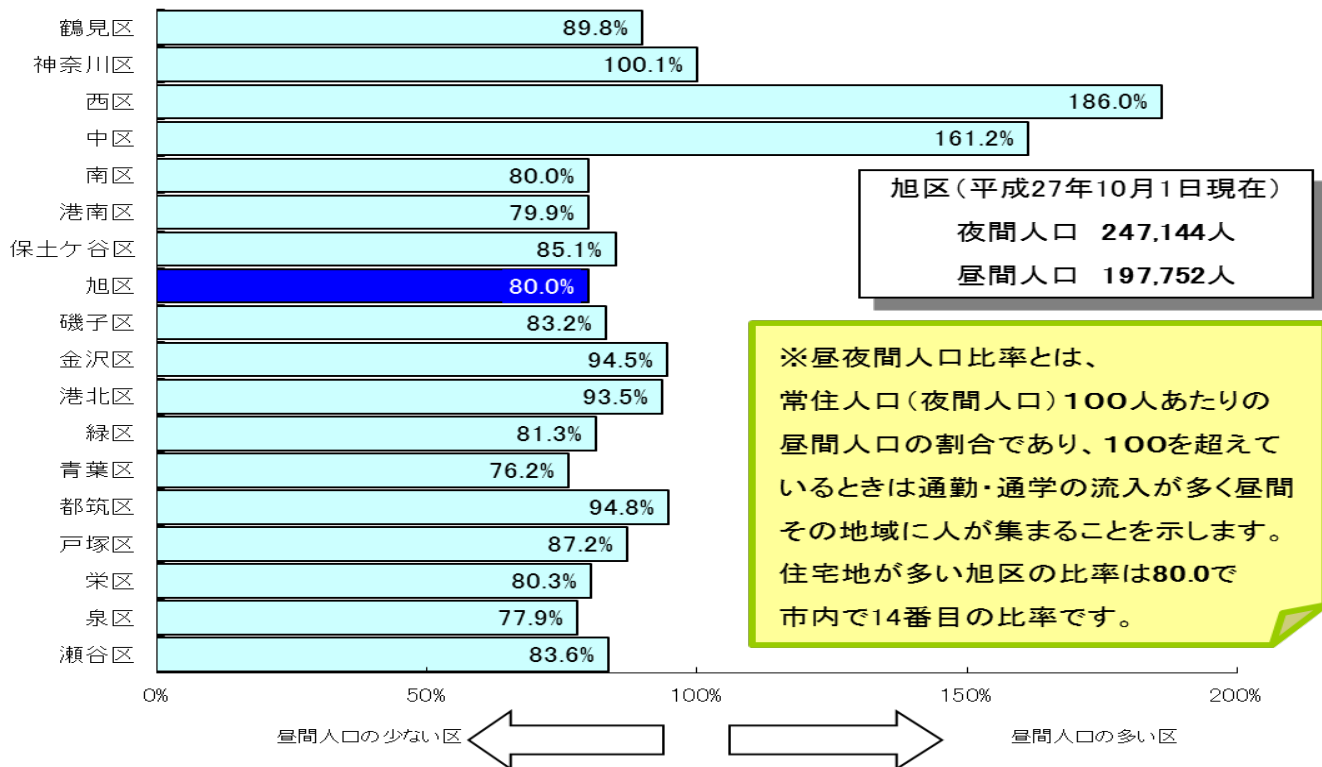 鶴見区 89.8%
神奈川区 100.1%
西区 186.0%
中区 161.2%
南区 80.0%
港南区 79.9%
保土ケ谷区 85.1%
旭区 80.0%
磯子区 83.2%
金沢区 94.5%
港北区 93.5%
緑区 81.3%
青葉区 76.2%
都筑区 94.8%
戸塚区 87.2%
栄区 80.3%
泉区 77.9%
瀬谷区 83.6%
0% 50% 100% 150% 200%
昼間人口の少ない区 昼間人口の多い区
旭区(平成27年10月1日現在)
夜間人口 247,144人
昼間人口 197,752人
※昼夜間人口比率とは、
常住人口(夜間人口)100人あたりの
昼間人口の割合であり、100を超えて
いるときは通勤・通学の流入が多く昼間
その地域に人が集まることを示します。
住宅地が多い旭区の比率は80.0で
市内で14番目の比率です。